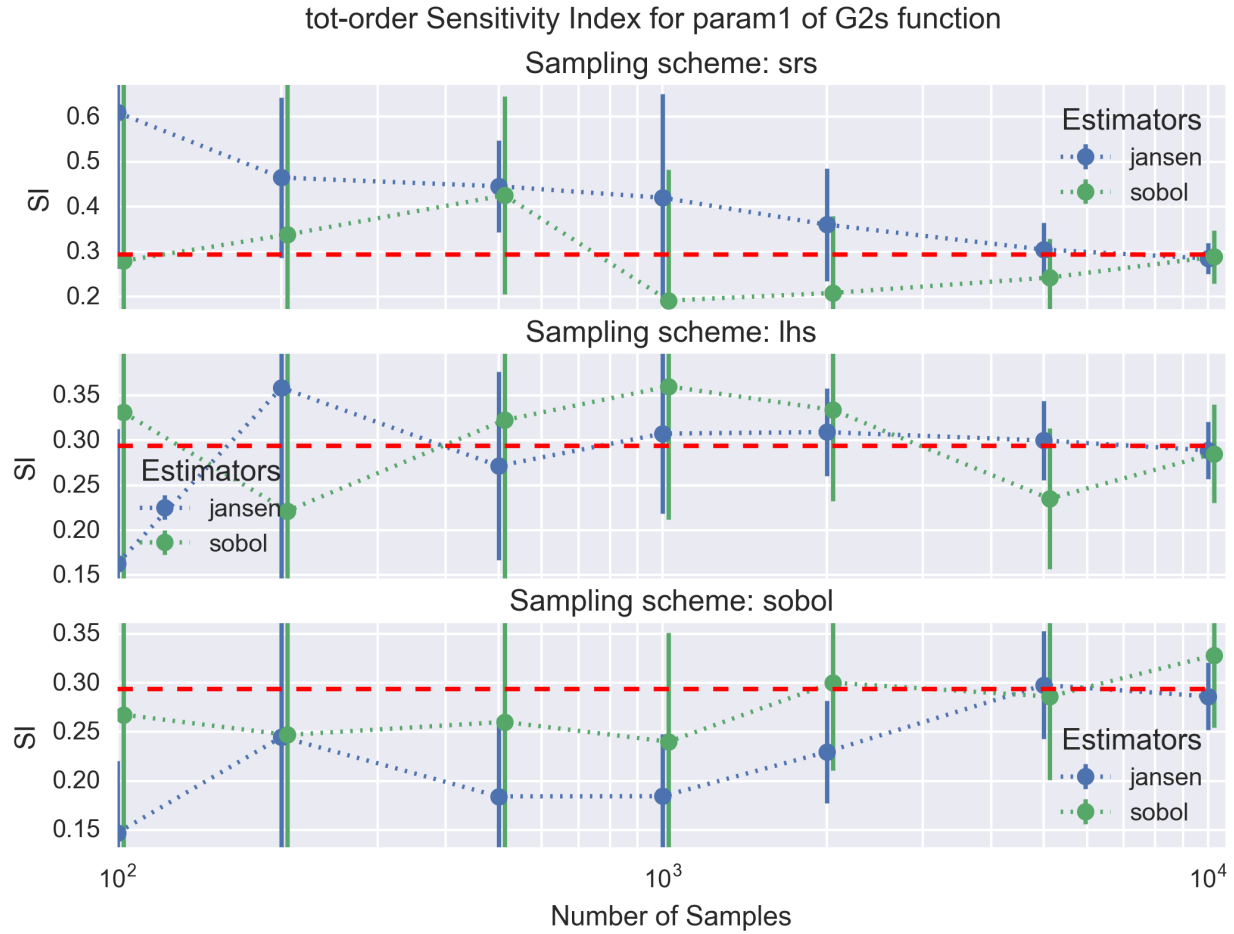 tot-order Sensitivity Index for param1 of G2s function
Sampling scheme: srs
SI
0.6
0.5
0.4
0.3
0.2
Estimators
jansen
sobol
Sampling scheme: lhs
SI
0.35
0.30
0.25
0.20
0.15
Estimators
jansen
sobol
Sampling scheme: sobol
SI
0.35
0.30
0.25
0.20
0.15
Estimators
jansen
sobol
10² 10³ 10⁴
Number of Samples